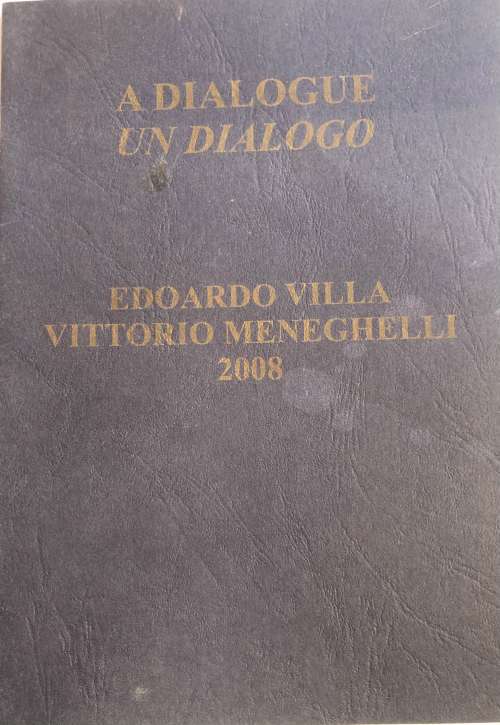 A DIALOGUE
UN DIALOGO
EDOARDO VILLA
VITTORIO MENEGHELLI
2008